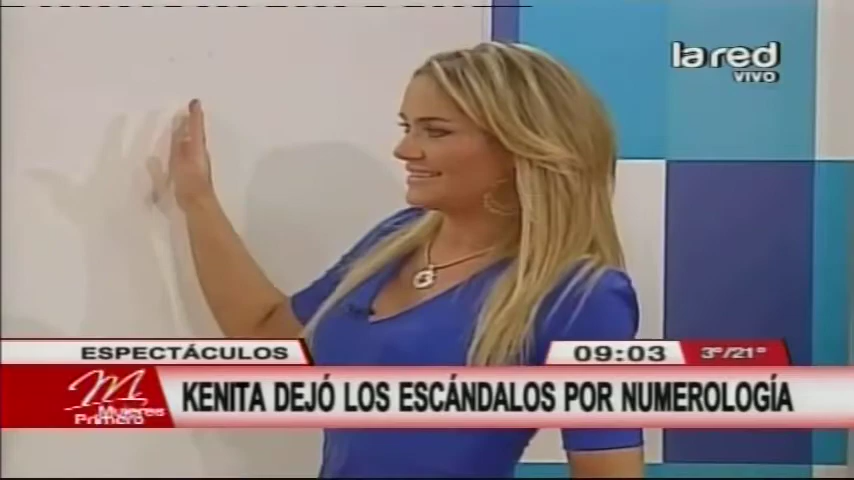 la red
VIVO
ESPECTÁCULOS
09:03
3°/21°
M
Mujeres
Primero
KENITA DEJÓ LOS ESCÁNDALOS POR NUMEROLOGÍA